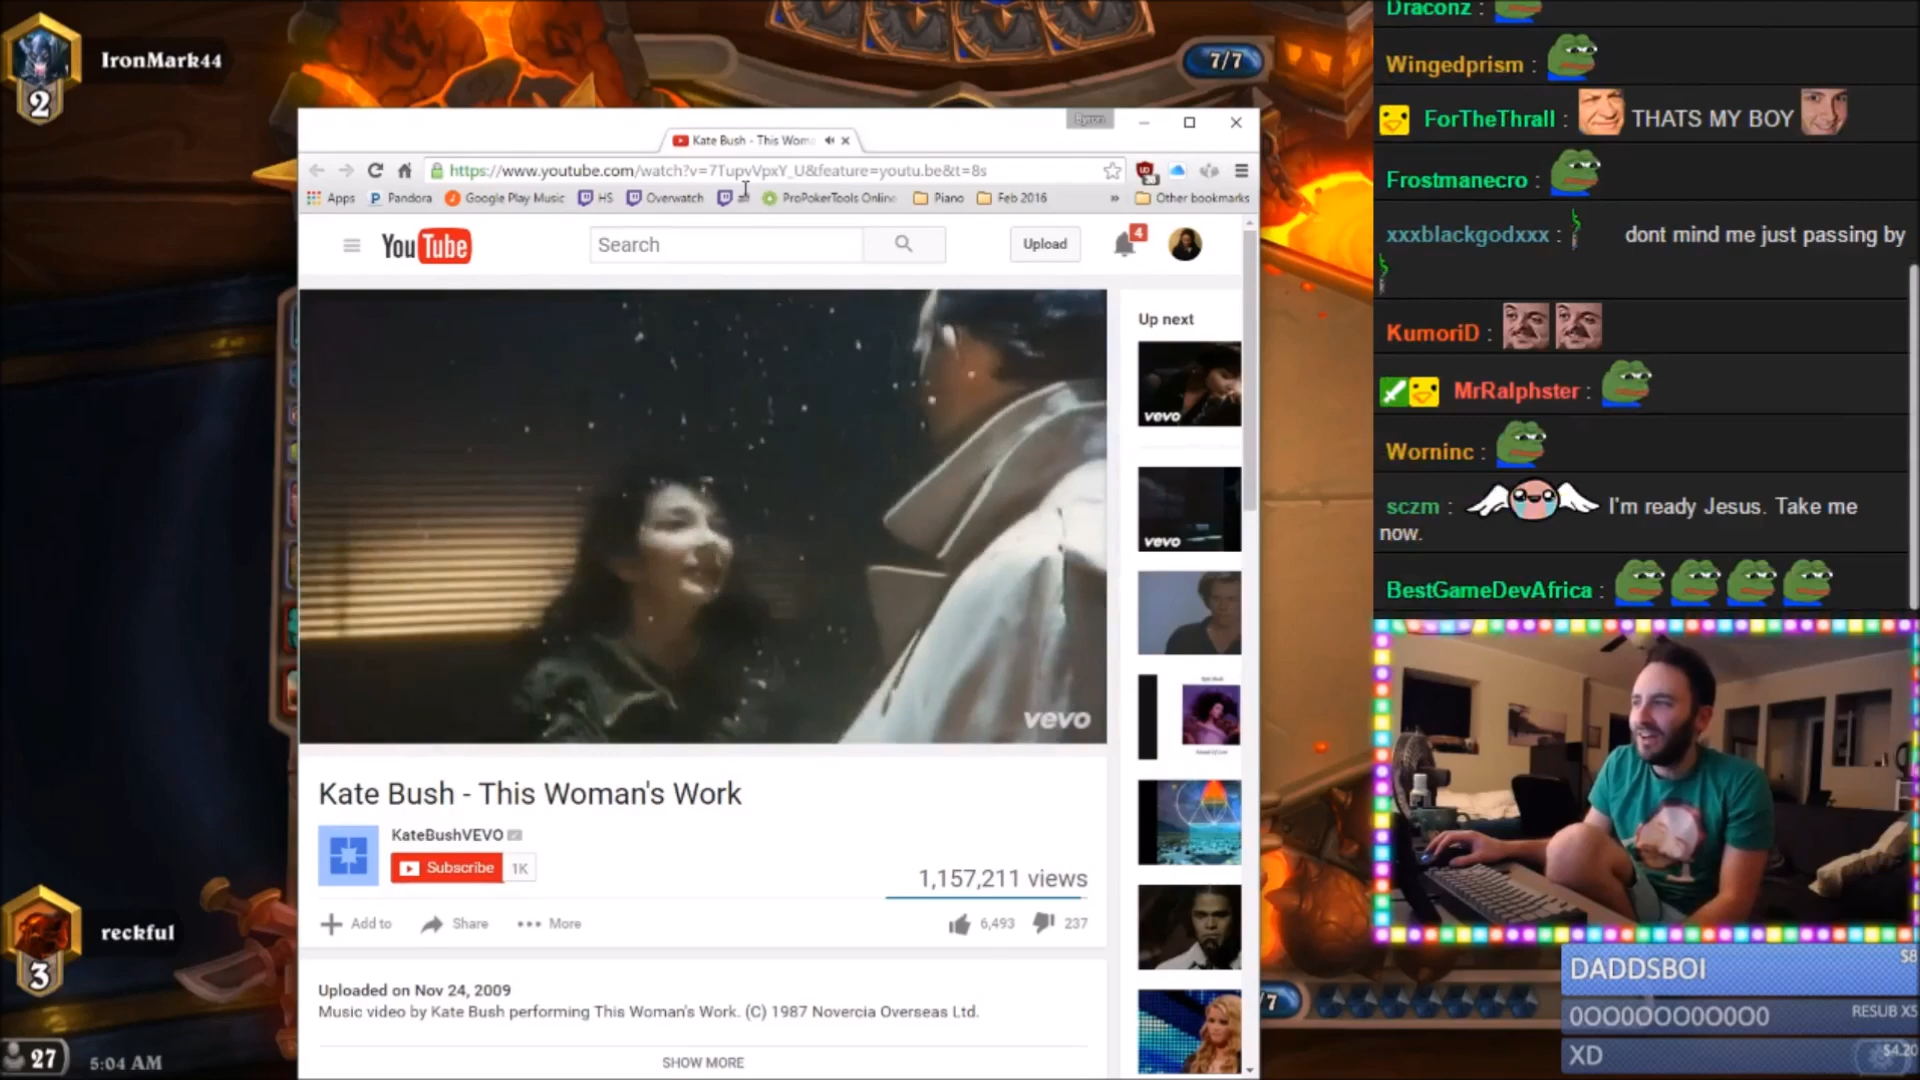 IronMark44
2
7/7
Byron
Kate Bush - This Woma
https://www.youtube.com/watch?v=7TupvVpxY_U&feature=youtu.be&t=8s
Apps
Pandora
Google Play Music
HS
Overwatch
all
ProPokerTools Online
Piano
Feb 2016
»
Other bookmarks
YouTube
Search
Upload
4
Up next
vevo
vevo
vevo
Kate Bush - This Woman's Work
KateBushVEVO
Subscribe 1K
1,157,211 views
Add to
Share
More
6,493
237
Uploaded on Nov 24, 2009
Music video by Kate Bush performing This Woman's Work. (C) 1987 Novercia Overseas Ltd.
SHOW MORE
reckful
3
27
5:04 AM
/7
Draconz :
Wingedprism :
ForTheThrall : THATS MY BOY
Frostmanecro :
xxxblackgodxxx : dont mind me just passing by
KumoriD :
MrRalphster :
Worninc :
sczm : I'm ready Jesus. Take me
now.
BestGameDevAfrica :
DADDSBOI $8
0OO0OOO0O0O0 RESUB X5
XD $4.20